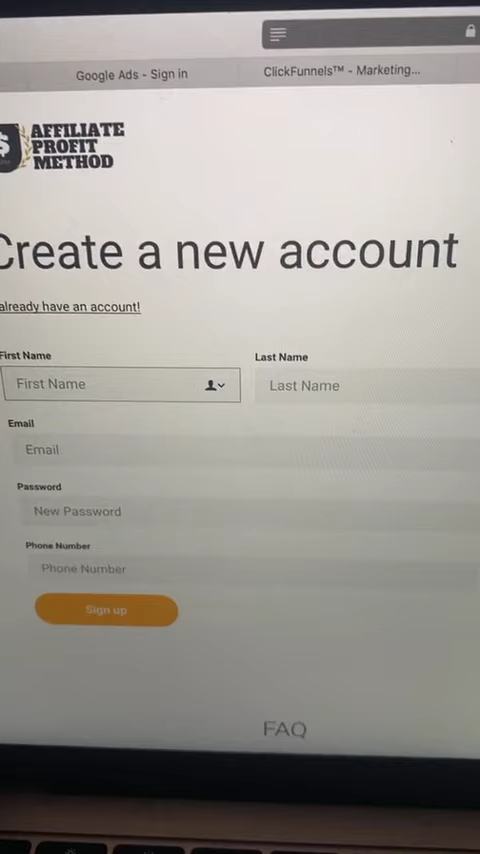 Google Ads - Sign in
ClickFunnels™ - Marketing...
$
AFFILIATE
PROFIT
METHOD
Create a new account
already have an account!
First Name
Last Name
First Name
Last Name
Email
Email
Password
New Password
Phone Number
Phone Number
Sign up
FAQ